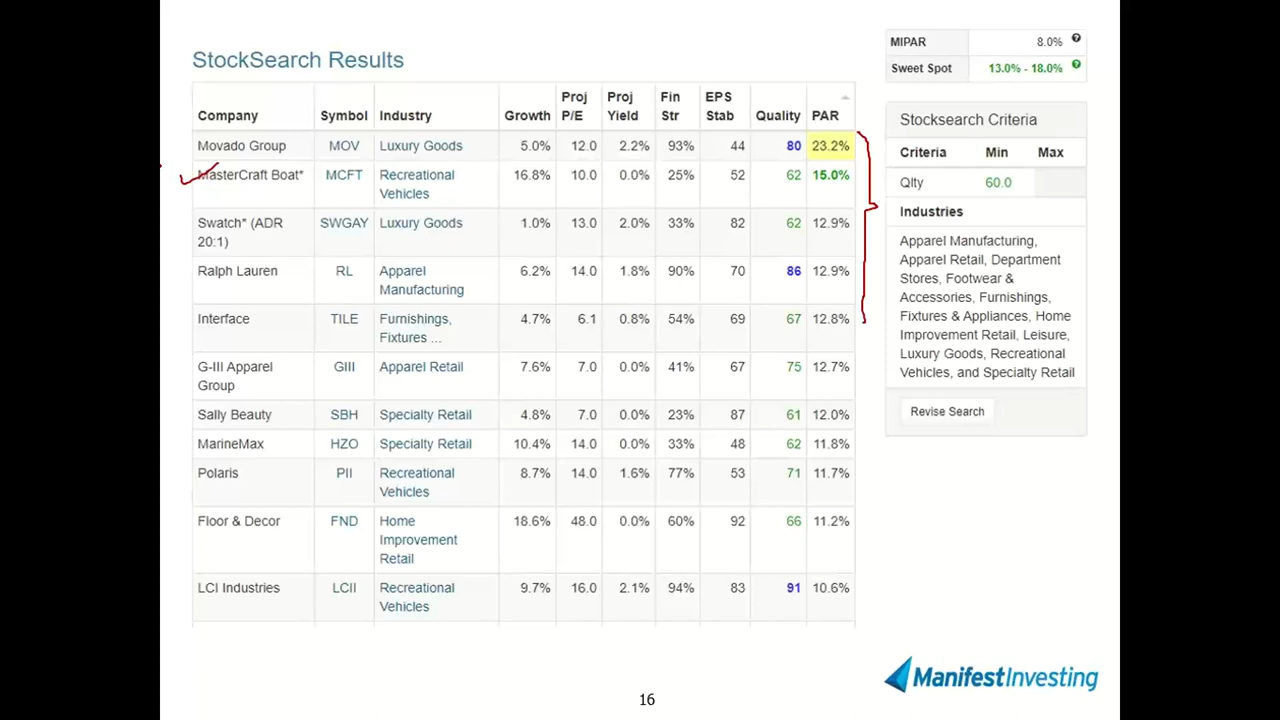 StockSearch Results
MIPAR 8.0% ?
Sweet Spot 13.0% - 18.0% ?
Company Symbol Industry Growth Proj P/E Proj Yield Fin Str EPS Stab Quality PAR
Movado Group MOV Luxury Goods 5.0% 12.0 2.2% 93% 44 80 23.2%
MasterCraft Boat* MCFT Recreational Vehicles 16.8% 10.0 0.0% 25% 52 62 15.0%
Swatch* (ADR 20:1) SWGAY Luxury Goods 1.0% 13.0 2.0% 33% 82 62 12.9%
Ralph Lauren RL Apparel Manufacturing 6.2% 14.0 1.8% 90% 70 86 12.9%
Interface TILE Furnishings, Fixtures ... 4.7% 6.1 0.8% 54% 69 67 12.8%
G-III Apparel Group GIII Apparel Retail 7.6% 7.0 0.0% 41% 67 75 12.7%
Sally Beauty SBH Specialty Retail 4.8% 7.0 0.0% 23% 87 61 12.0%
MarineMax HZO Specialty Retail 10.4% 14.0 0.0% 33% 48 62 11.8%
Polaris PII Recreational Vehicles 8.7% 14.0 1.6% 77% 53 71 11.7%
Floor & Decor FND Home Improvement Retail 18.6% 48.0 0.0% 60% 92 66 11.2%
LCI Industries LCII Recreational Vehicles 9.7% 16.0 2.1% 94% 83 91 10.6%
Stocksearch Criteria
Criteria Min Max
Qlty 60.0
Industries
Apparel Manufacturing,
Apparel Retail, Department
Stores, Footwear &
Accessories, Furnishings,
Fixtures & Appliances, Home
Improvement Retail, Leisure,
Luxury Goods, Recreational
Vehicles, and Specialty Retail
Revise Search
ManifestInvesting
16